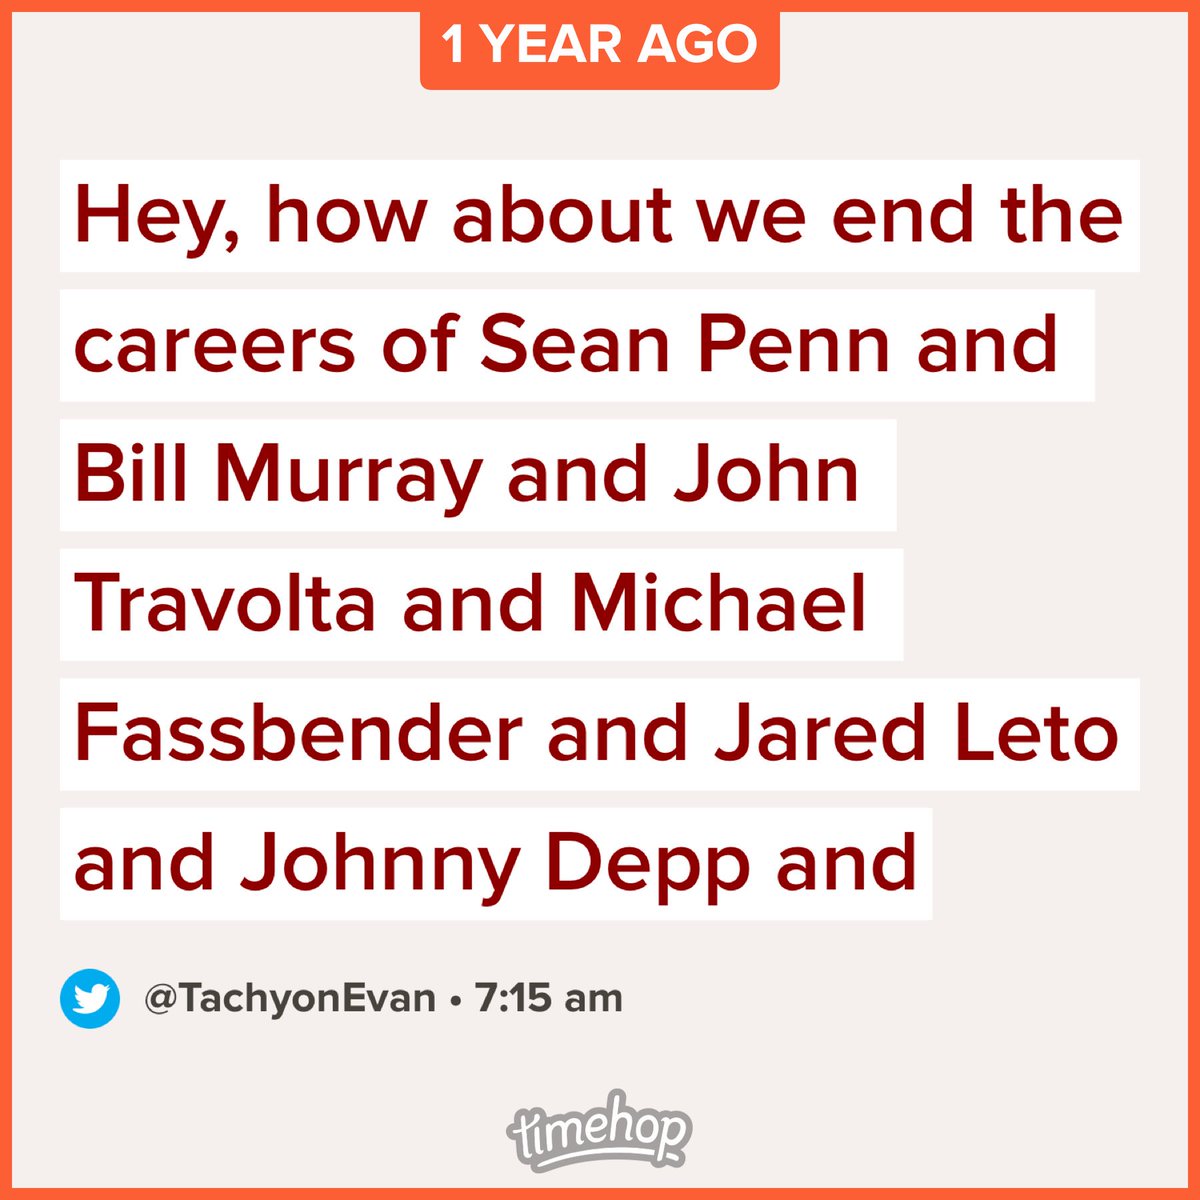 1 YEAR AGO
Hey, how about we end the
careers of Sean Penn and
Bill Murray and John
Travolta and Michael
Fassbender and Jared Leto
and Johnny Depp and
@TachyonEvan • 7:15 am
timehop